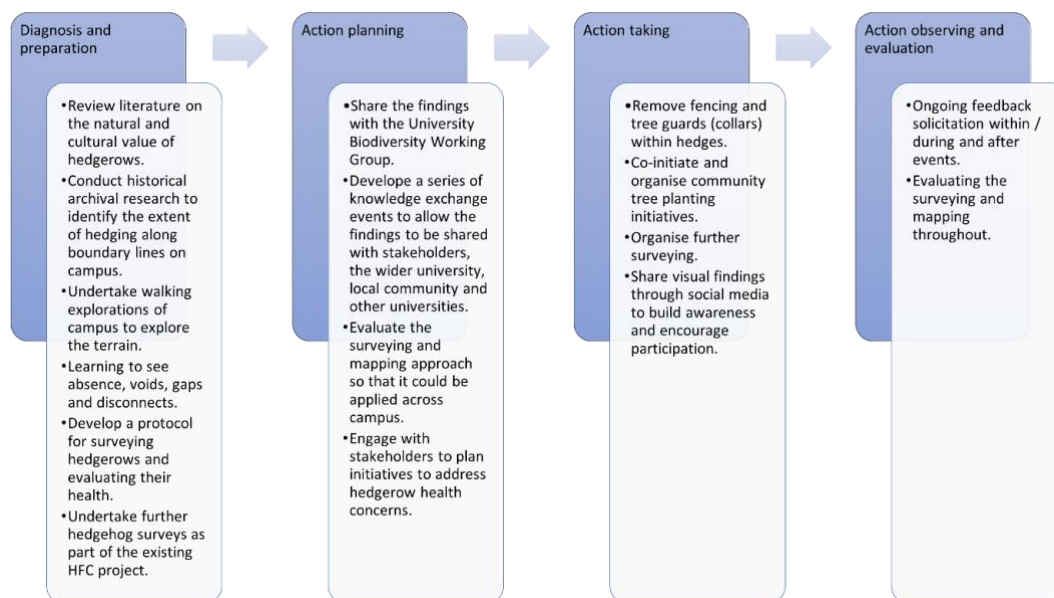 Diagnosis and
preparation
•Review literature on
the natural and
cultural value of
hedgerows.
•Conduct historical
archival research to
identify the extent
of hedging along
boundary lines on
campus.
•Undertake walking
explorations of
campus to explore
the terrain.
•Learning to see
absence, voids, gaps
and disconnects.
•Develop a protocol
for surveying
hedgerows and
evaluating their
health.
•Undertake further
hedgehog surveys as
part of the existing
HFC project.
Action planning
•Share the findings
with the University
Biodiversity Working
Group.
•Develope a series of
knowledge exchange
events to allow the
findings to be shared
with stakeholders,
the wider university,
local community and
other universities.
•Evaluate the
surveying and
mapping approach
so that it could be
applied across
campus.
•Engage with
stakeholders to plan
initiatives to address
hedgerow health
concerns.
Action taking
•Remove fencing and
tree guards (collars)
within hedges.
•Co-initiate and
organise community
tree planting
initiatives.
•Organise further
surveying.
•Share visual findings
through social media
to build awareness
and encourage
participation.
Action observing and
evaluation
•Ongoing feedback
solicitation within /
during and after
events.
•Evaluating the
surveying and
mapping
throughout.